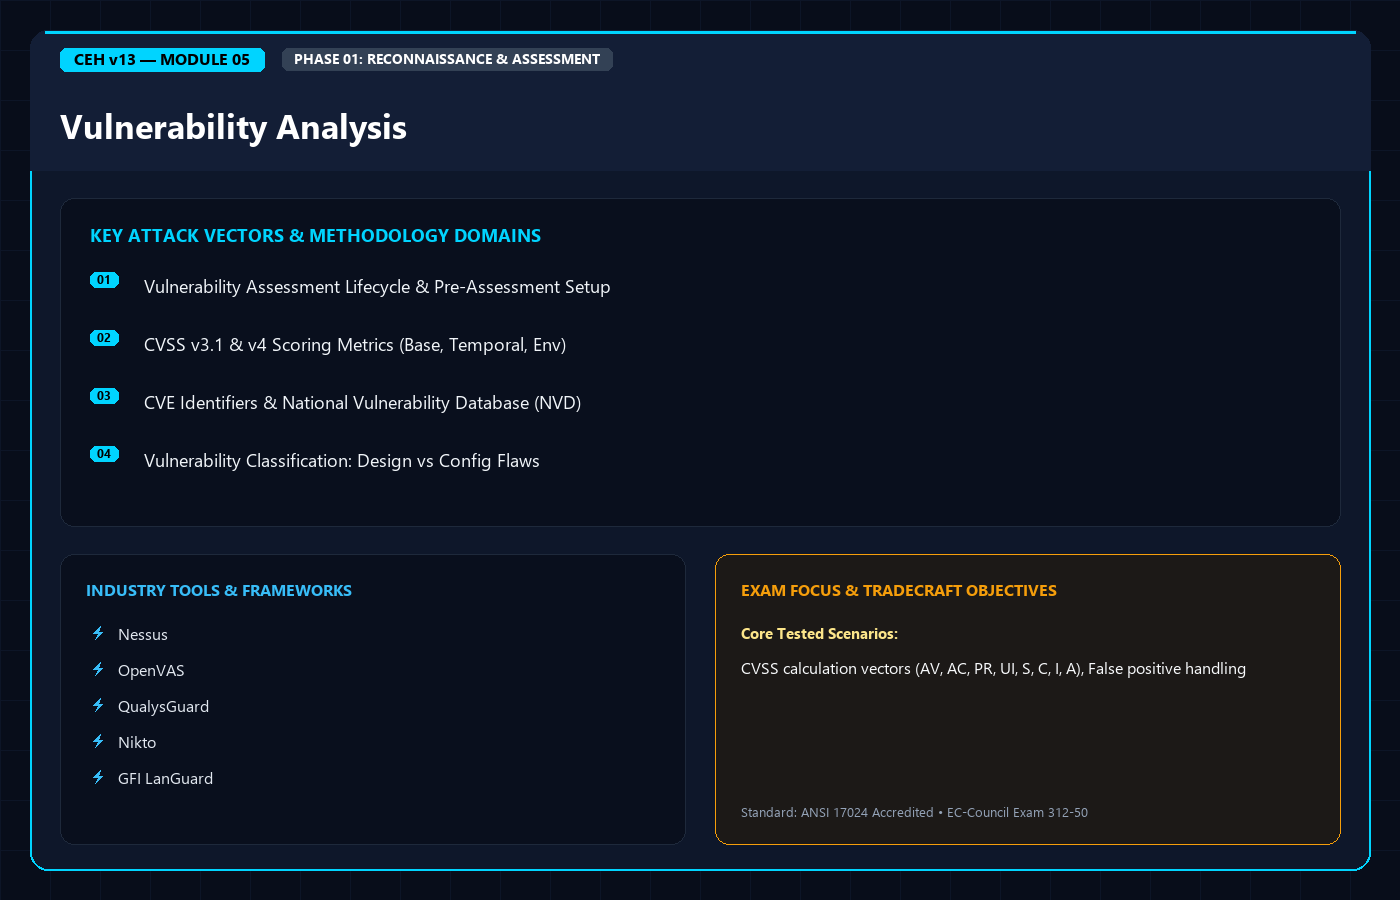 CEH v13 — MODULE 05
PHASE 01: RECONNAISSANCE & ASSESSMENT
Vulnerability Analysis
KEY ATTACK VECTORS & METHODOLOGY DOMAINS
01 Vulnerability Assessment Lifecycle & Pre-Assessment Setup
02 CVSS v3.1 & v4 Scoring Metrics (Base, Temporal, Env)
03 CVE Identifiers & National Vulnerability Database (NVD)
04 Vulnerability Classification: Design vs Config Flaws
INDUSTRY TOOLS & FRAMEWORKS
Nessus
OpenVAS
QualysGuard
Nikto
GFI LanGuard
EXAM FOCUS & TRADECRAFT OBJECTIVES
Core Tested Scenarios:
CVSS calculation vectors (AV, AC, PR, UI, S, C, I, A), False positive handling
Standard: ANSI 17024 Accredited • EC-Council Exam 312-50